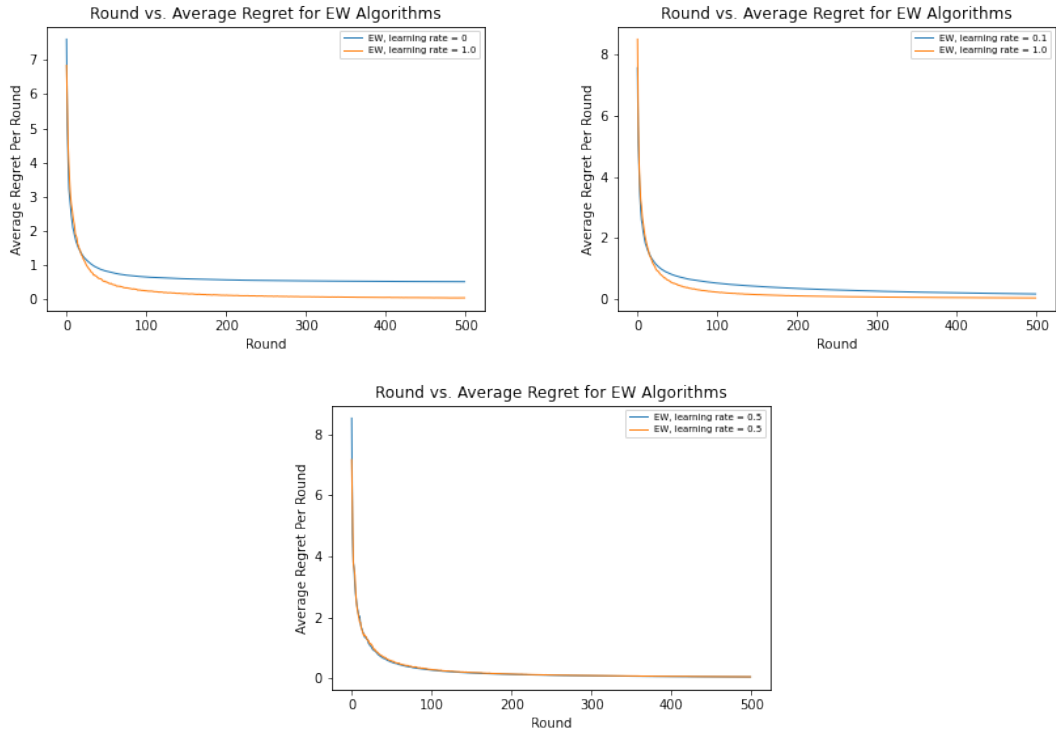 Round vs. Average Regret for EW Algorithms
EW, learning rate = 0
EW, learning rate = 1.0
Average Regret Per Round
7
6
5
4
3
2
1
0
0 100 200 300 400 500
Round
Round vs. Average Regret for EW Algorithms
EW, learning rate = 0.1
EW, learning rate = 1.0
Average Regret Per Round
8
6
4
2
0
0 100 200 300 400 500
Round
Round vs. Average Regret for EW Algorithms
EW, learning rate = 0.5
EW, learning rate = 0.5
Average Regret Per Round
8
6
4
2
0
0 100 200 300 400 500
Round